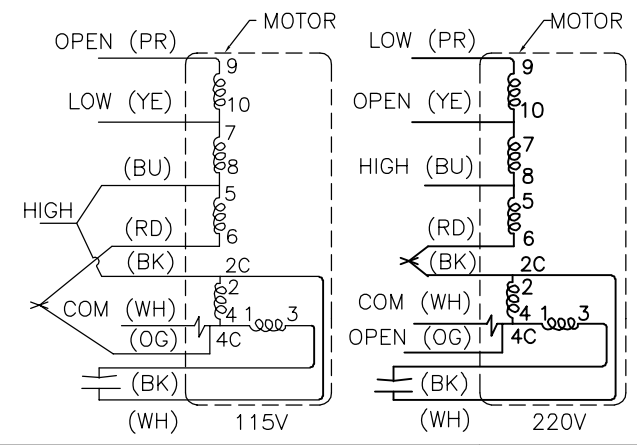 MOTOR
OPEN (PR)
9
10
LOW (YE)
7
8
(BU)
5
HIGH
6
(RD)
(BK)
2C
2
COM (WH)
4 1 3
(OG) 4C
(BK)
(WH) 115V
MOTOR
LOW (PR)
9
10
OPEN (YE)
7
HIGH (BU) 8
5
(RD) 6
(BK) 2C
2
COM (WH) 4 1 3
OPEN (OG) 4C
(BK)
(WH) 220V